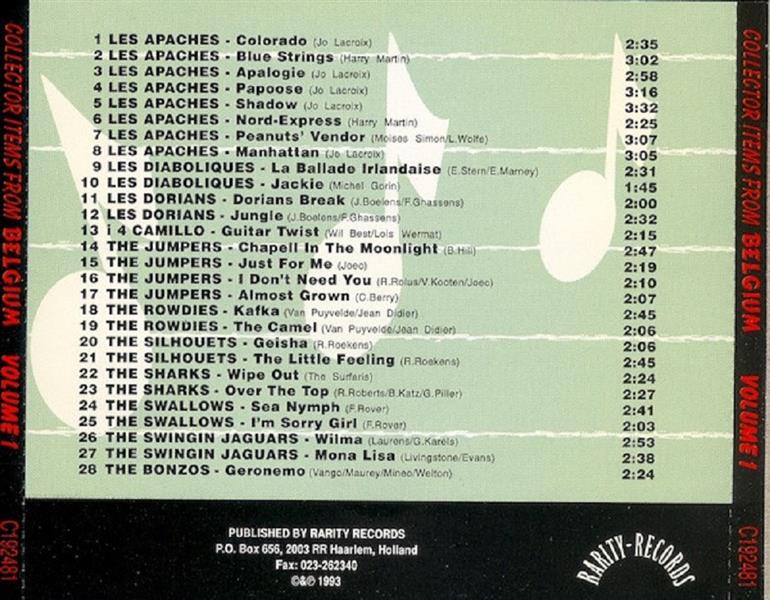 COLLECTOR ITEMS FROM BELGIUM VOLUME 1 C192481
1 LES APACHES - Colorado (Jo Lacroix) 2:35
2 LES APACHES - Blue Strings (Harry Martin) 3:02
3 LES APACHES - Apalogie (Jo Lacroix) 2:58
4 LES APACHES - Papoose (Jo Lacroix) 3:16
5 LES APACHES - Shadow (Jo Lacroix) 3:32
6 LES APACHES - Nord-Express (Harry Martin) 2:25
7 LES APACHES - Peanuts' Vendor (Moises Simon/L.Wolfe) 3:07
8 LES APACHES - Manhattan (Jo Lacroix) 3:05
9 LES DIABOLIQUES - La Ballade Irlandaise (E.Stern/E.Marney) 2:31
10 LES DIABOLIQUES - Jackie (Michel Gorin) 1:45
11 LES DORIANS - Dorians Break (J.Boelens/F.Ghassens) 2:00
12 LES DORIANS - Jungle (J.Boelens/F.Ghassens) 2:32
13 i 4 CAMILLO - Guitar Twist (Wil Best/Lois Wermat) 2:15
14 THE JUMPERS - Chapell In The Moonlight (B.Hill) 2:47
15 THE JUMPERS - Just For Me (Joec) 2:19
16 THE JUMPERS - I Don't Need You (R.Rolus/V.Kooten/Joec) 2:10
17 THE JUMPERS - Almost Grown (C.Berry) 2:07
18 THE ROWDIES - Kafka (Van Puyvelde/Jean Didier) 2:45
19 THE ROWDIES - The Camel (Van Puyvelde/Jean Didier) 2:06
20 THE SILHOUETS - Geisha (R.Roekens) 2:06
21 THE SILHOUETS - The Little Feeling (R.Roekens) 2:45
22 THE SHARKS - Wipe Out (The Surfaris) 2:24
23 THE SHARKS - Over The Top (R.Roberts/B.Katz/G.Piller) 2:27
24 THE SWALLOWS - Sea Nymph (F.Rover) 2:41
25 THE SWALLOWS - I'm Sorry Girl (F.Rover) 2:03
26 THE SWINGIN JAGUARS - Wilma (Laurens/G.Karels) 2:53
27 THE SWINGIN JAGUARS - Mona Lisa (Livingstone/Evans) 2:38
28 THE BONZOS - Geronemo (Vango/Maurey/Mineo/Welton) 2:24
PUBLISHED BY RARITY RECORDS
P.O. Box 656, 2003 RR Haarlem, Holland
Fax: 023-262340
©&℗ 1993
RARITY-RECORDS
COLLECTOR ITEMS FROM BELGIUM VOLUME 1 C192481